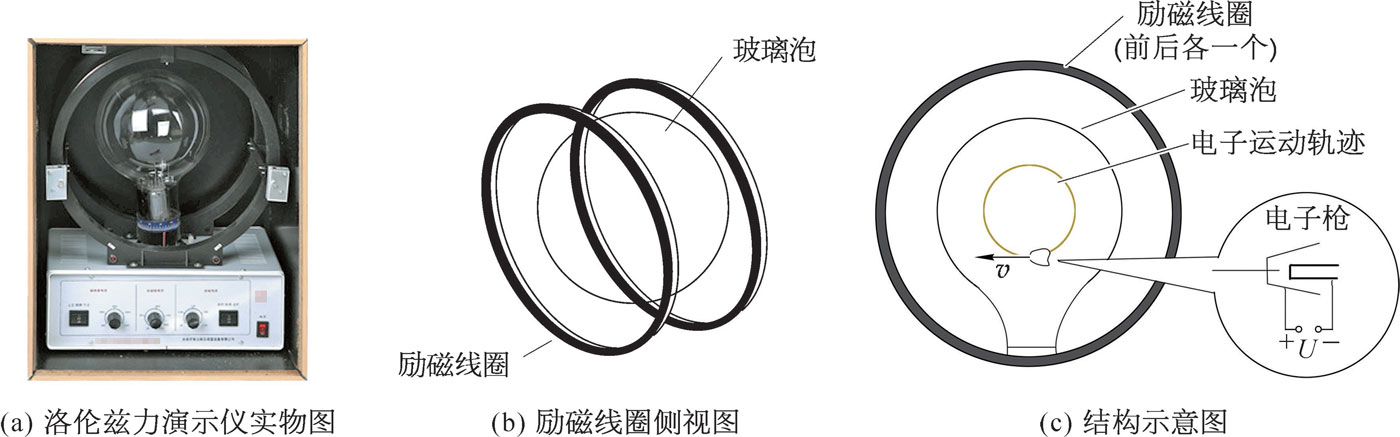 玻璃泡
励磁线圈
励磁线圈
(前后各一个)
玻璃泡
电子运动轨迹
电子枪
v
+U−
(a) 洛伦兹力演示仪实物图
(b) 励磁线圈侧视图
(c) 结构示意图